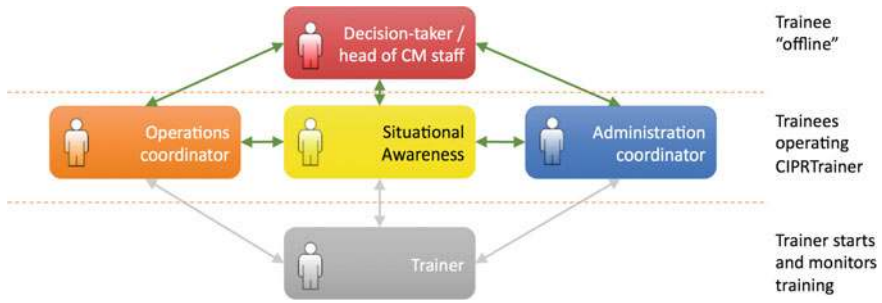 Decision-taker /
head of CM staff
Trainee
“offline”
Operations
coordinator
Situational
Awareness
Administration
coordinator
Trainees
operating
CIPRTrainer
Trainer
Trainer starts
and monitors
training